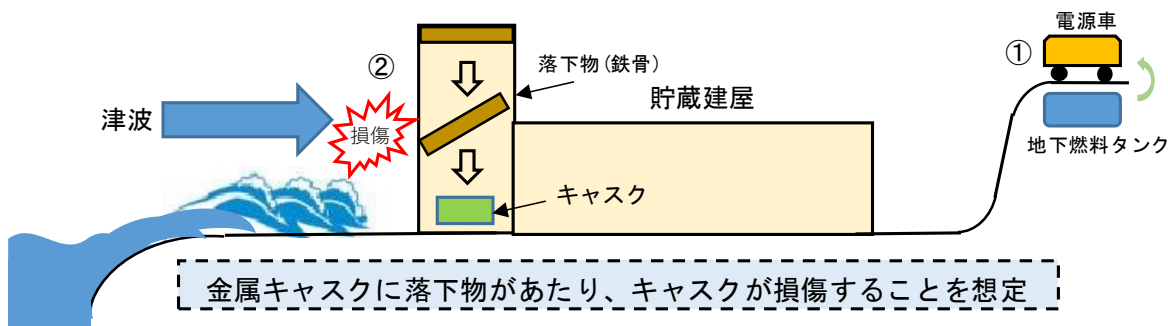 電源車
①
②
落下物(鉄骨)
貯蔵建屋
津波
損傷
地下燃料タンク
キャスク
金属キャスクに落下物があたり、キャスクが損傷することを想定